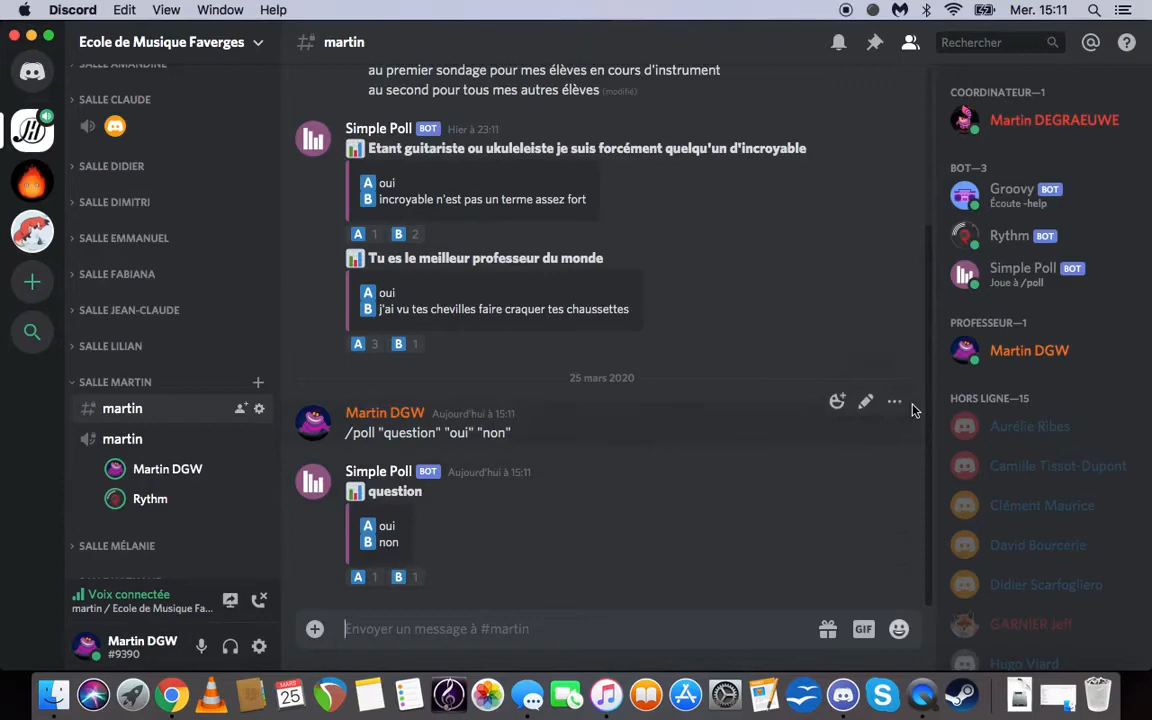 Discord Edit View Window Help
Mer. 15:11
Ecole de Musique Faverges
martin
Rechercher
SALLE AMANDINE
SALLE CLAUDE
SALLE DIDIER
SALLE DIMITRI
SALLE EMMANUEL
SALLE FABIANA
SALLE JEAN-CLAUDE
SALLE LILIAN
SALLE MARTIN
martin
martin
Martin DGW
Rythm
SALLE MÉLANIE
Voix connectée
martin / Ecole de Musique Fa...
Martin DGW
#9390
au premier sondage pour mes élèves en cours d'instrument
au second pour tous mes autres élèves (modifié)
Simple Poll BOT Hier à 23:11
Etant guitariste ou ukuleleiste je suis forcément quelqu'un d'incroyable
A oui
B incroyable n'est pas un terme assez fort
A 1 B 2
Tu es le meilleur professeur du monde
A oui
B j'ai vu tes chevilles faire craquer tes chaussettes
A 3 B 1
25 mars 2020
Martin DGW Aujourd'hui à 15:11
/poll "question" "oui" "non"
Simple Poll BOT Aujourd'hui à 15:11
question
A oui
B non
A 1 B 1
Envoyer un message à #martin
GIF
COORDINATEUR—1
Martin DEGRAEUWE
BOT—3
Groovy BOT
Écoute -help
Rythm BOT
Simple Poll BOT
Joue à /poll
PROFESSEUR—1
Martin DGW
HORS LIGNE—15
Aurélie Ribes
Camille Tissot-Dupont
Clément Maurice
David Bourcerie
Didier Scarfogliero
GARNIER Jeff
Hugo Viard
MARS
25